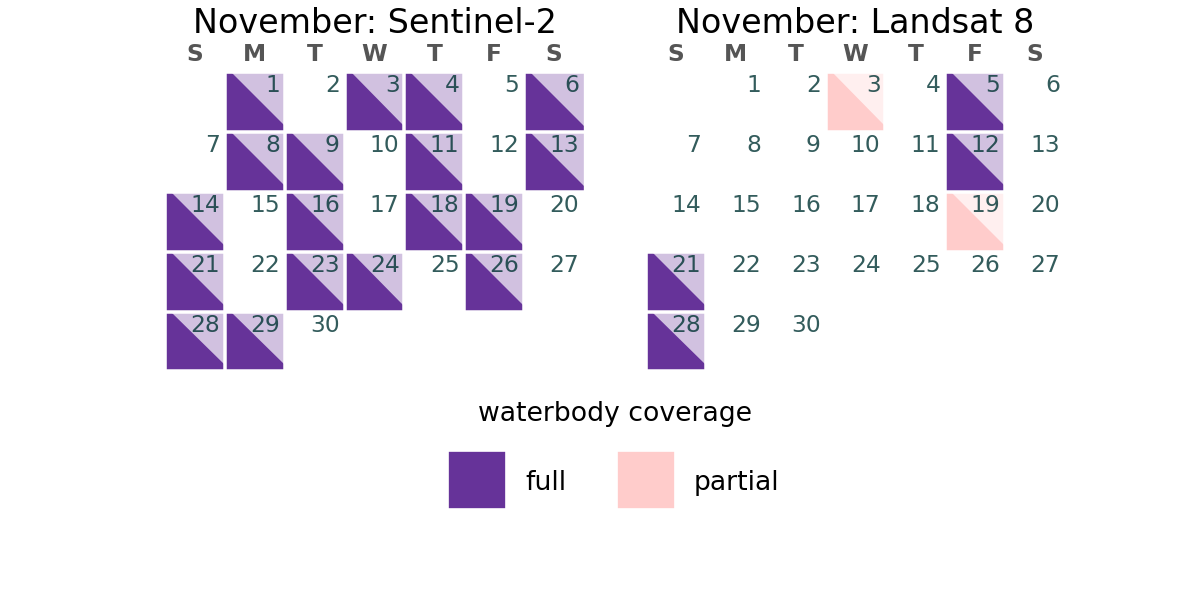 November: Sentinel-2
S M T W T F S
1 2 3 4 5 6
7 8 9 10 11 12 13
14 15 16 17 18 19 20
21 22 23 24 25 26 27
28 29 30
November: Landsat 8
S M T W T F S
1 2 3 4 5 6
7 8 9 10 11 12 13
14 15 16 17 18 19 20
21 22 23 24 25 26 27
28 29 30
waterbody coverage
full
partial